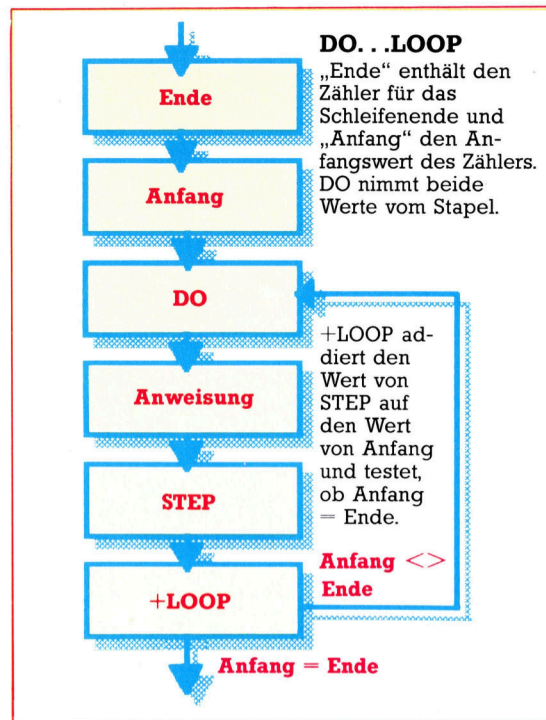 DO...LOOP
„Ende“ enthält den
Zähler für das
Schleifenende und
„Anfang“ den An-
fangswert des Zählers.
DO nimmt beide
Werte vom Stapel.
Ende
Anfang
DO
Anweisung
STEP
+LOOP
+LOOP ad-
diert den
Wert von
STEP auf
den Wert
von Anfang
und testet,
ob Anfang
= Ende.
Anfang <>
Ende
Anfang = Ende